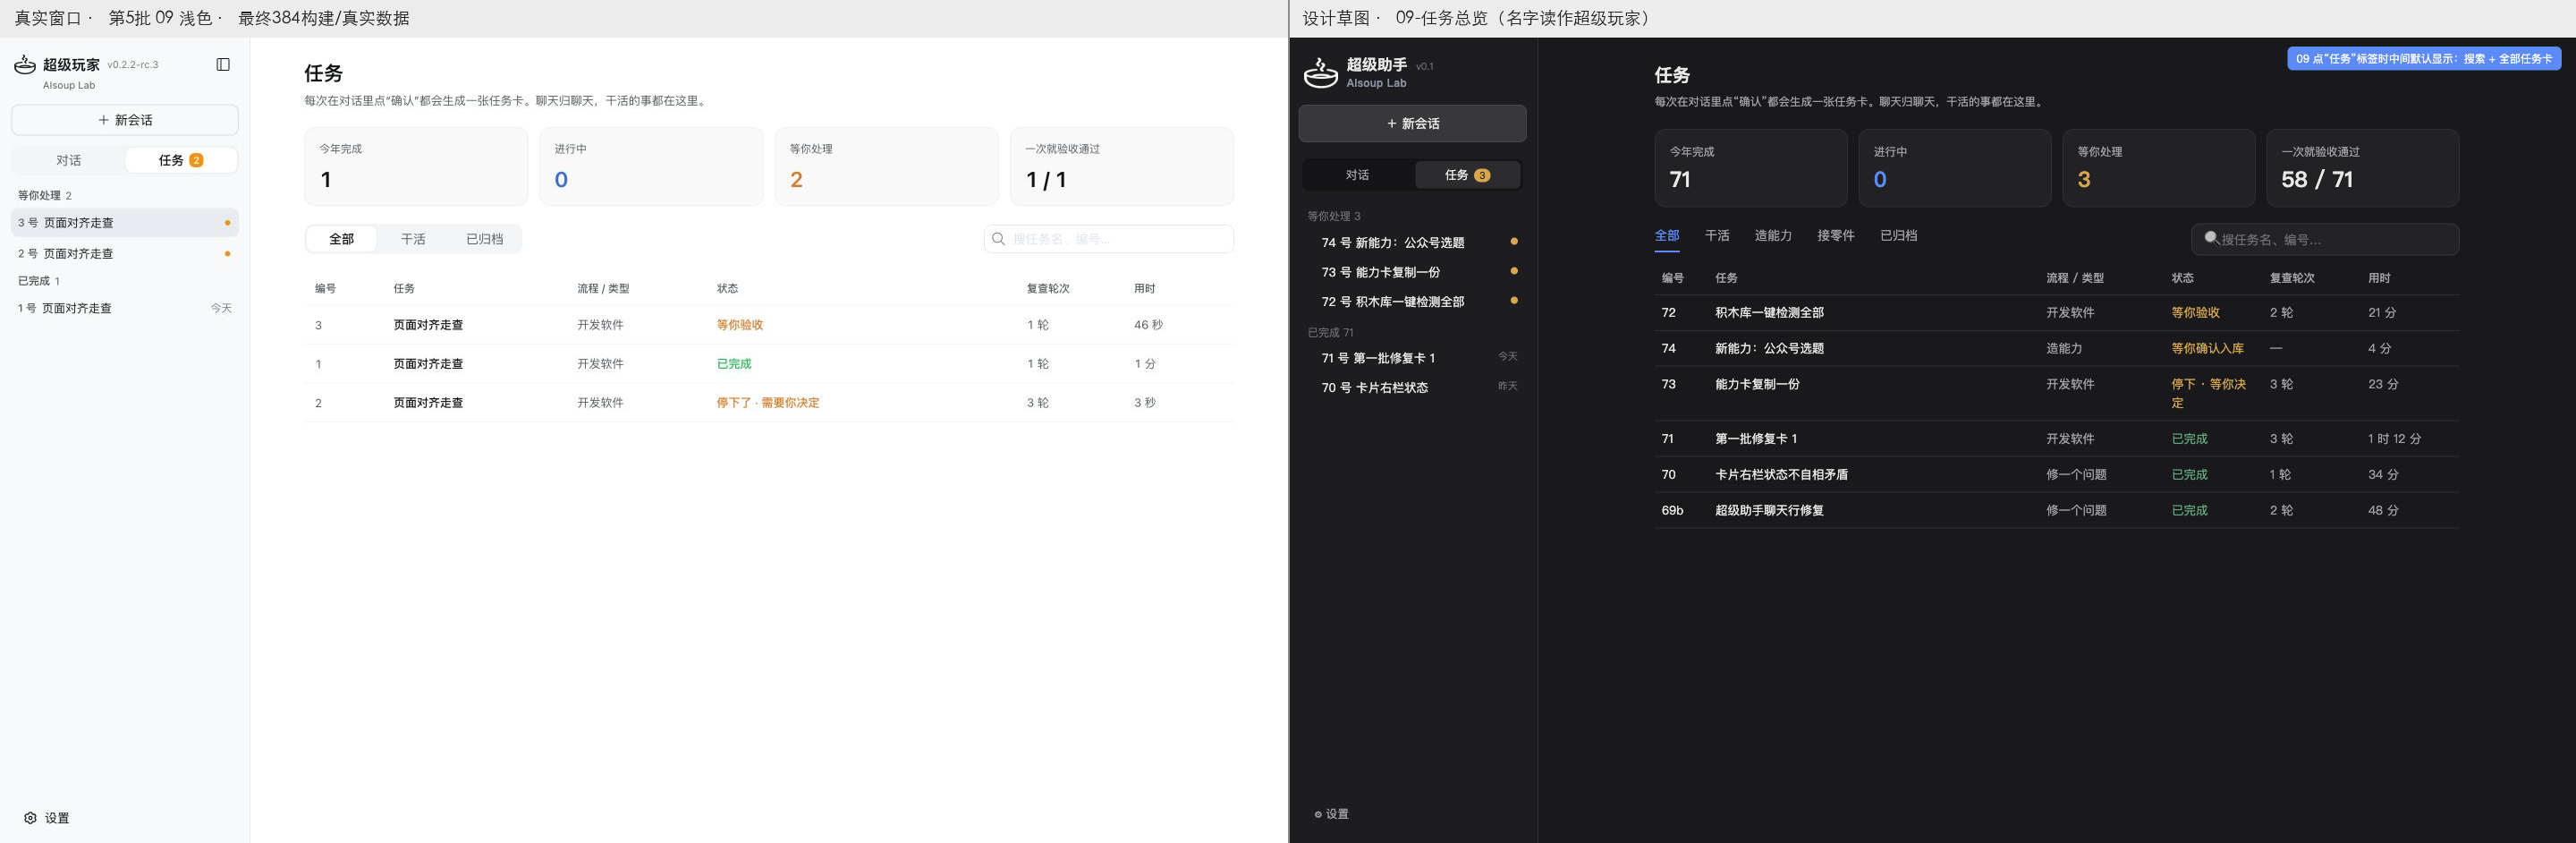 真实窗口 · 第5批 09 浅色 · 最终384构建/真实数据
超级玩家 v0.2.2-rc.3
AIsoup Lab
+ 新会话
对话 任务 2
等你处理 2
3 号 页面对齐走查
2 号 页面对齐走查
已完成 1
1 号 页面对齐走查 今天
设置
任务
每次在对话里点“确认”都会生成一张任务卡。聊天归聊天，干活的事都在这里。
今年完成 进行中 等你处理 一次就验收通过
1 0 2 1 / 1
全部 干活 已归档 搜任务名、编号...
编号 任务 流程 / 类型 状态 复查轮次 用时
3 页面对齐走查 开发软件 等你验收 1 轮 46 秒
1 页面对齐走查 开发软件 已完成 1 轮 1 分
2 页面对齐走查 开发软件 停下了 · 需要你决定 3 轮 3 秒
设计草图 · 09-任务总览（名字读作超级玩家）
超级助手 v0.1
AIsoup Lab
+ 新会话
对话 任务 3
等你处理 3
74 号 新能力：公众号选题
73 号 能力卡复制一份
72 号 积木库一键检测全部
已完成 71
71 号 第一批修复卡 1 今天
70 号 卡片右栏状态 昨天
设置
09 点“任务”标签时中间默认显示：搜索 + 全部任务卡
任务
每次在对话里点“确认”都会生成一张任务卡。聊天归聊天，干活的事都在这里。
今年完成 进行中 等你处理 一次就验收通过
71 0 3 58 / 71
全部 干活 造能力 接零件 已归档 搜任务名、编号...
编号 任务 流程 / 类型 状态 复查轮次 用时
72 积木库一键检测全部 开发软件 等你验收 2 轮 21 分
74 新能力：公众号选题 造能力 等你确认入库 — 4 分
73 能力卡复制一份 开发软件 停下 · 等你决 3 轮 23 分
定
71 第一批修复卡 1 开发软件 已完成 3 轮 1 时 12 分
70 卡片右栏状态不自相矛盾 修一个问题 已完成 1 轮 34 分
69b 超级助手聊天行修复 修一个问题 已完成 2 轮 48 分